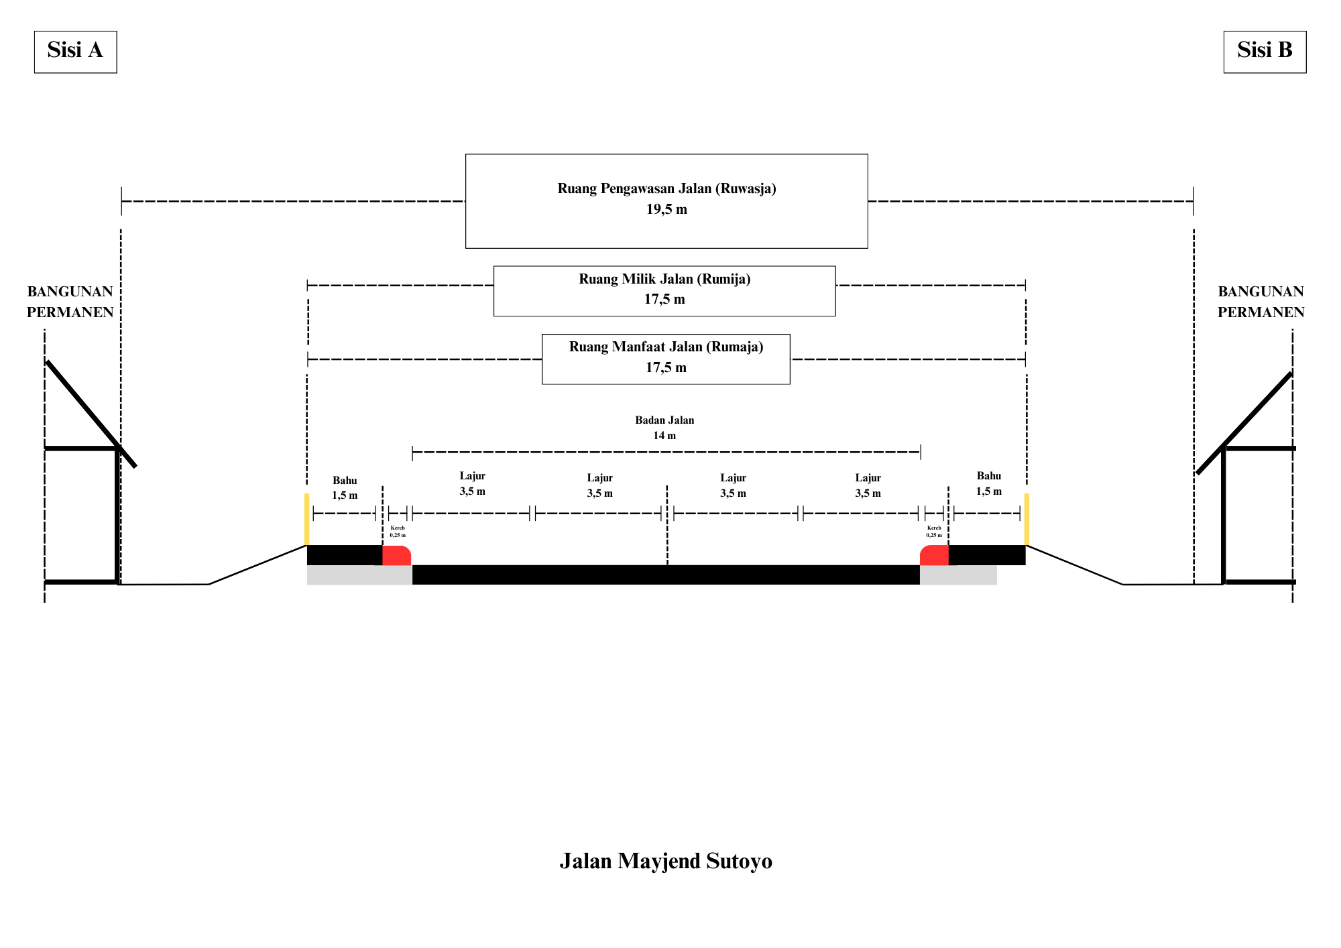 Sisi A
Sisi B
Ruang Pengawasan Jalan (Ruwasja)
19,5 m
Ruang Milik Jalan (Rumija)
17,5 m
BANGUNAN
PERMANEN
BANGUNAN
PERMANEN
Ruang Manfaat Jalan (Rumaja)
17,5 m
Badan Jalan
14 m
Bahu
1,5 m
Lajur
3,5 m
Lajur
3,5 m
Lajur
3,5 m
Lajur
3,5 m
Bahu
1,5 m
Kereb
0,25 m
Kereb
0,25 m
Jalan Mayjend Sutoyo